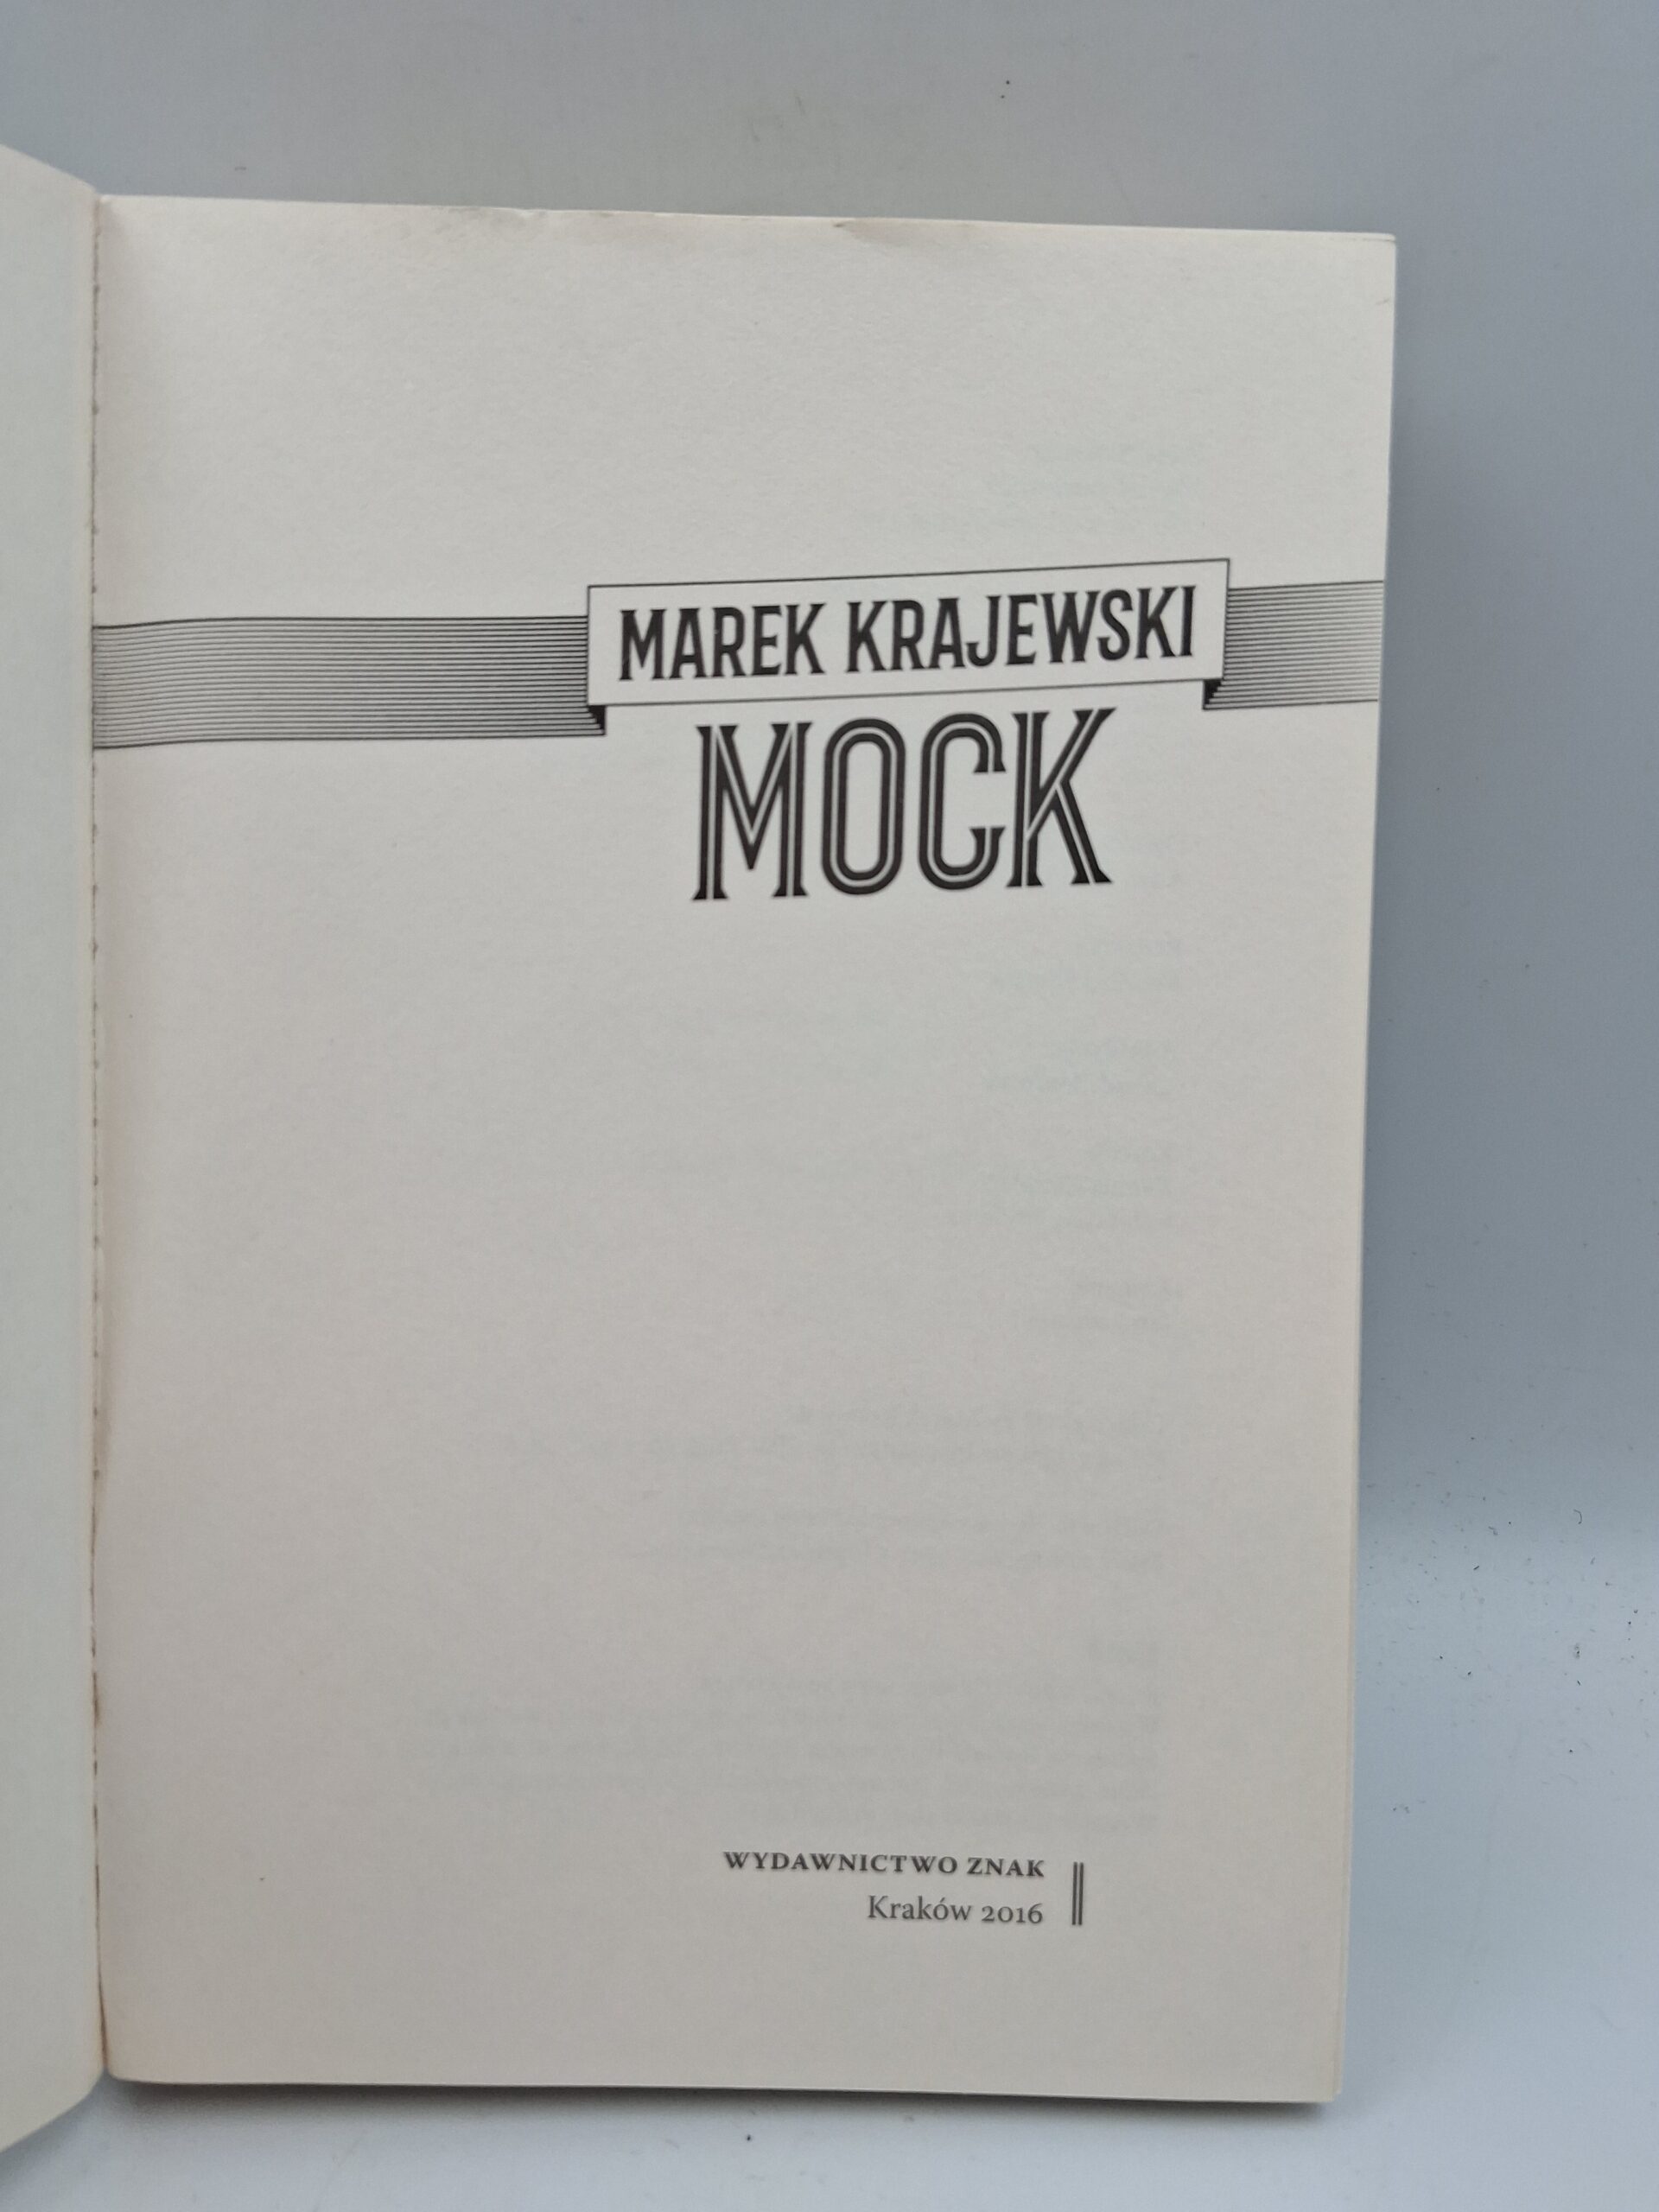 MAREK KRAJEWSKI
MOCK
WYDAWNICTWO ZNAK
Kraków 2016